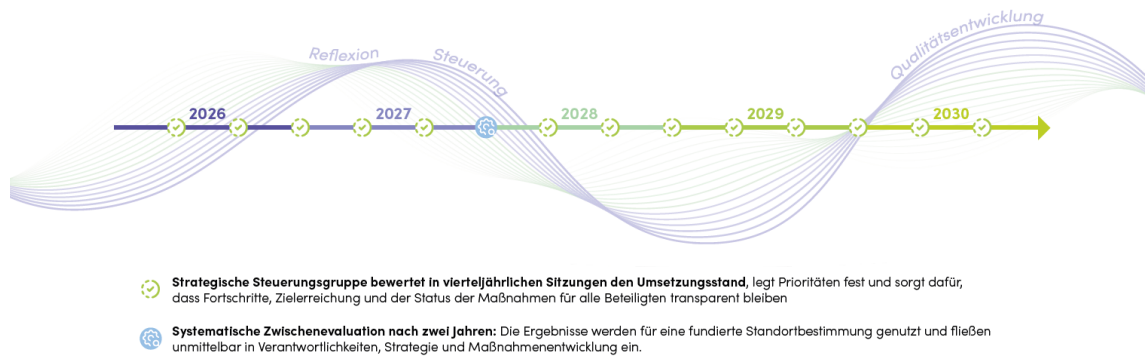 Reflexion
Steuerung
Qualitätsentwicklung
2026
2027
2028
2029
2030
Strategische Steuerungsgruppe bewertet in vierteljährlichen Sitzungen den Umsetzungsstand, legt Prioritäten fest und sorgt dafür,
dass Fortschritte, Zielerreichung und der Status der Maßnahmen für alle Beteiligten transparent bleiben
Systematische Zwischenevaluation nach zwei Jahren: Die Ergebnisse werden für eine fundierte Standortbestimmung genutzt und fließen
unmittelbar in Verantwortlichkeiten, Strategie und Maßnahmenentwicklung ein.